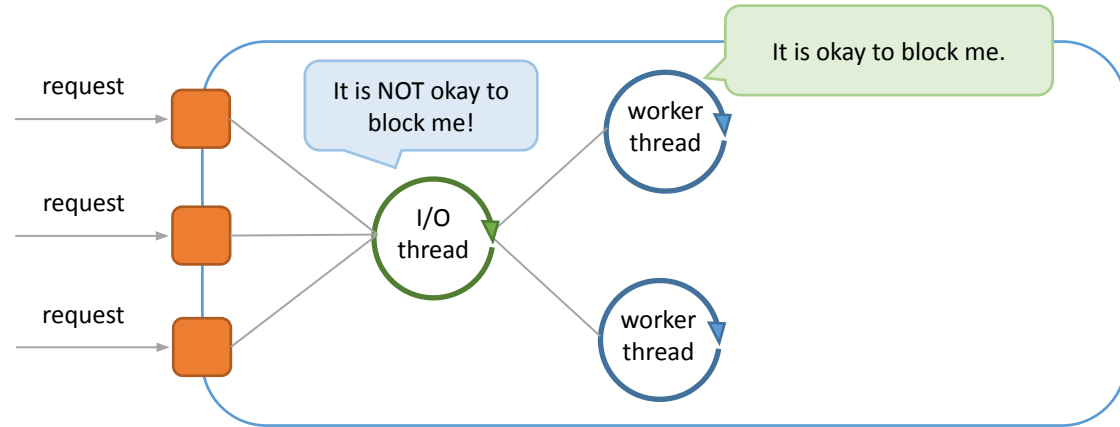 request
request
request
It is NOT okay to
block me!
I/O
thread
worker
thread
It is okay to block me.
worker
thread